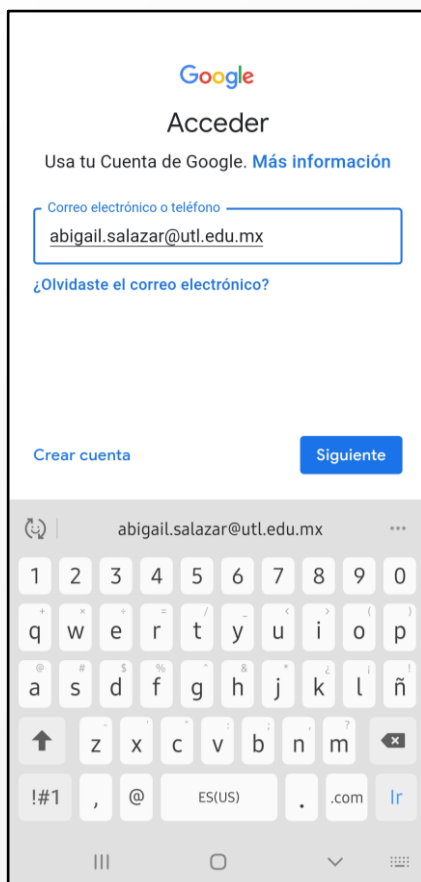 Google
Acceder
Usa tu Cuenta de Google. Más información
Correo electrónico o teléfono
abigail.salazar@utl.edu.mx
¿Olvidaste el correo electrónico?
Crear cuenta
Siguiente
abigail.salazar@utl.edu.mx
1 2 3 4 5 6 7 8 9 0
q w e r t y u i o p
a s d f g h j k l ñ
z x c v b n m
!#1 , @ ES(US) . .com Ir